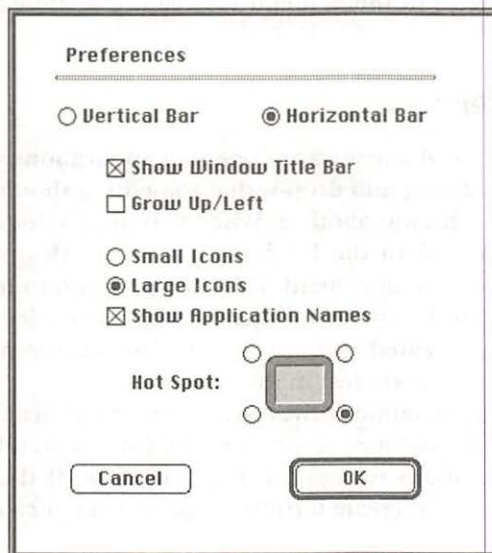 Preferences
Vertical Bar Horizontal Bar
Show Window Title Bar
Grow Up/Left
Small Icons
Large Icons
Show Application Names
Hot Spot:
Cancel OK